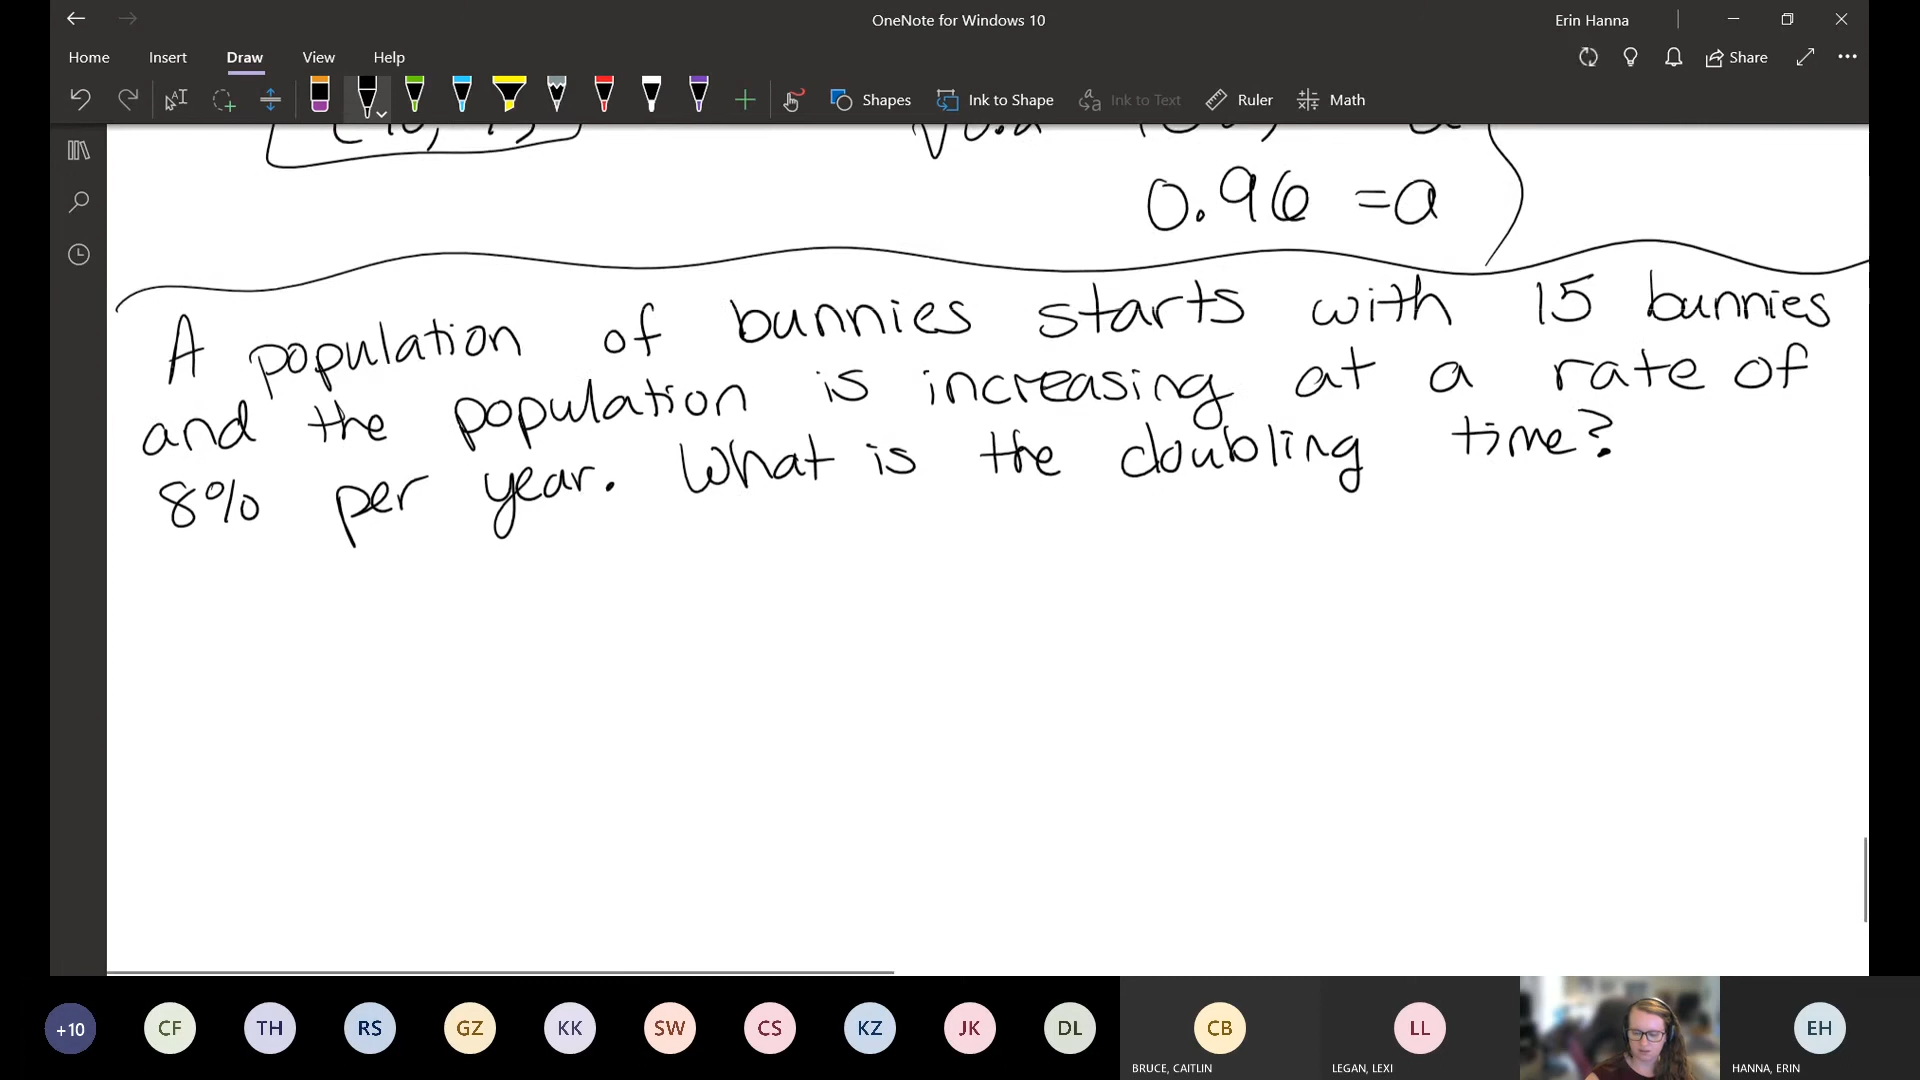 OneNote for Windows 10
Erin Hanna
Home Insert Draw View Help
Share
Shapes Ink to Shape Ink to Text Ruler Math
0.96 =a
A population of bunnies starts with 15 bunnies
and the population is increasing at a rate of
8% per year. What is the doubling time?
+10 CF TH RS GZ KK SW CS KZ JK DL CB LL EH
BRUCE, CAITLIN LEGAN, LEXI HANNA, ERIN